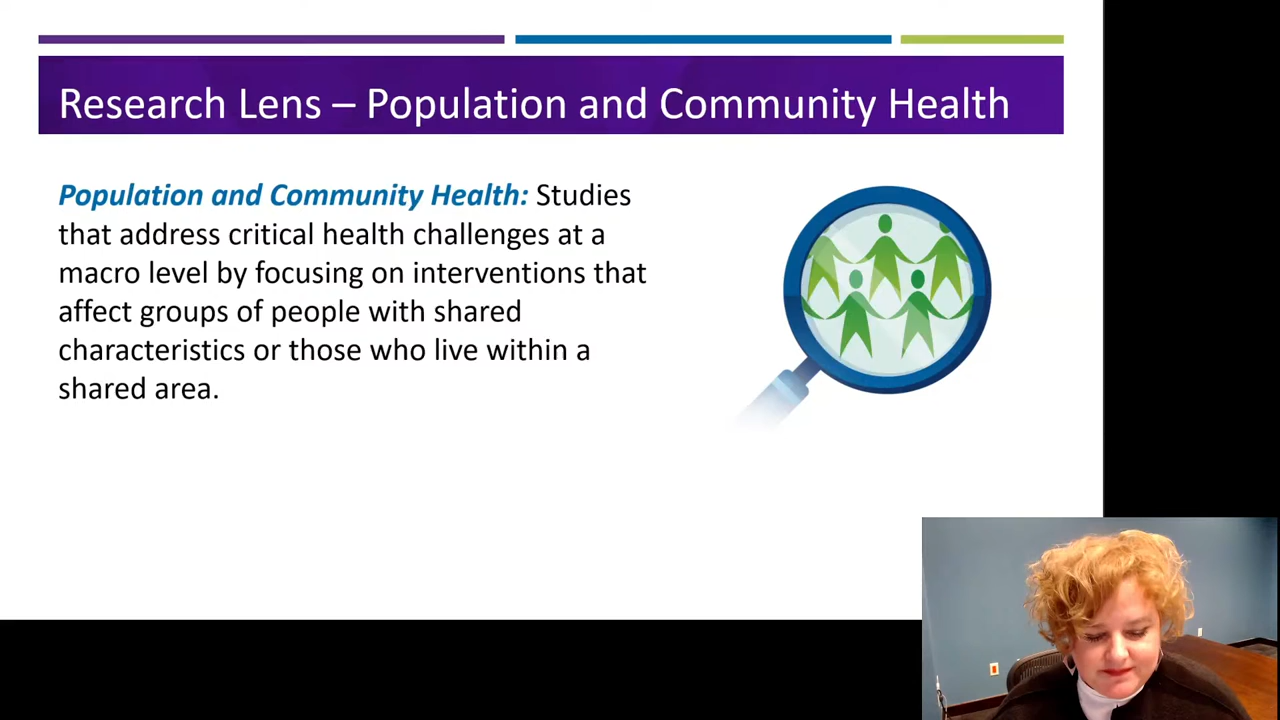 Research Lens – Population and Community Health
Population and Community Health: Studies
that address critical health challenges at a
macro level by focusing on interventions that
affect groups of people with shared
characteristics or those who live within a
shared area.